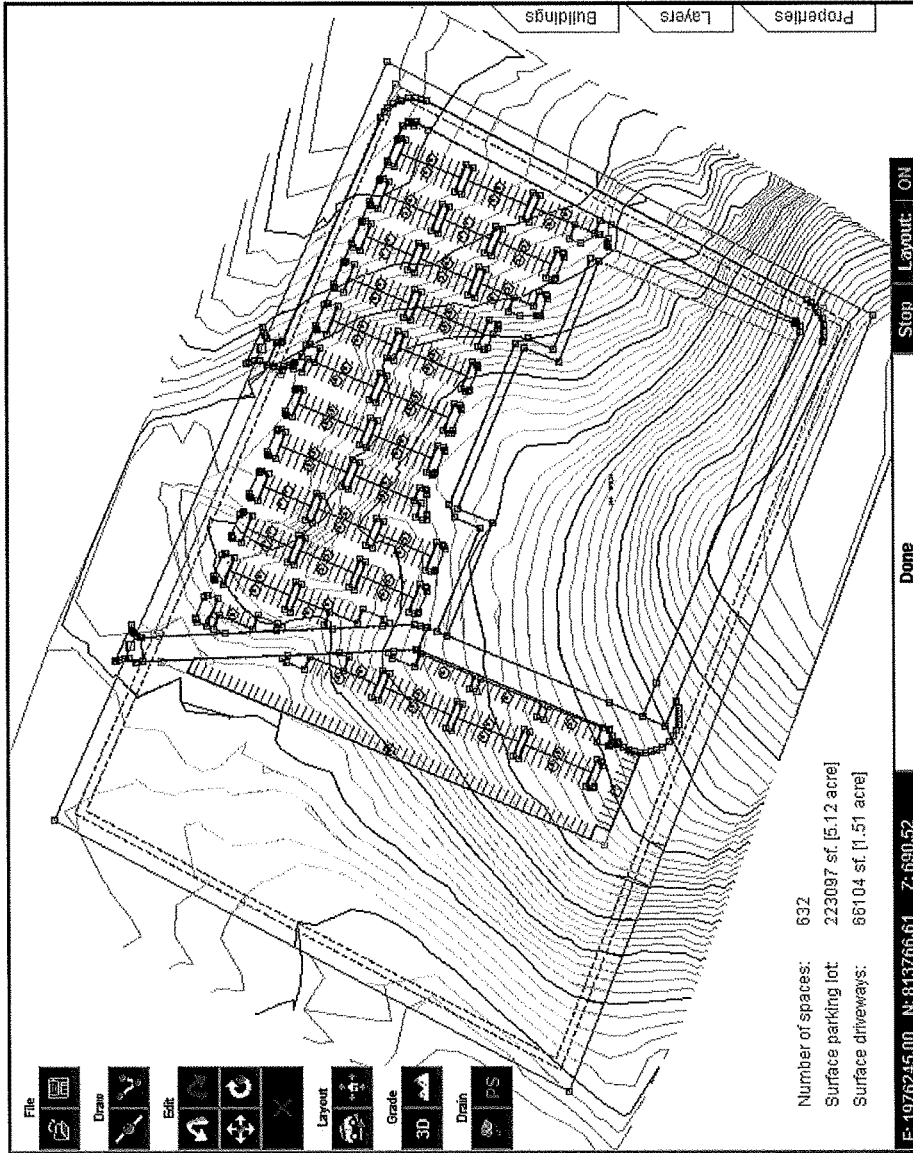 File
Draw
Edit
Layout
Grade
3D
Drain
PS
Buildings
Layers
Properties
Number of spaces: 632
Surface parking lot: 223097 sf. [5.12 acre]
Surface driveways: 66104 sf. [1.51 acre]
E: 1976245.00 N: 813766.61 Z: 690.52
Done
Stop
Layout: ON